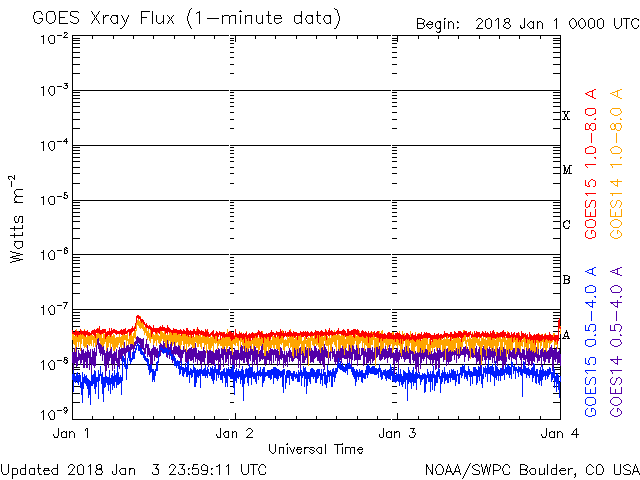 GOES Xray Flux (1-minute data)
Begin: 2018 Jan 1 0000 UTC
10⁻²
10⁻³
10⁻⁴
10⁻⁵
10⁻⁶
10⁻⁷
10⁻⁸
10⁻⁹
Watts m⁻²
X
M
C
B
A
GOES15 1.0-8.0 A
GOES14 1.0-8.0 A
GOES15 0.5-4.0 A
GOES14 0.5-4.0 A
Jan 1 Jan 2 Jan 3 Jan 4
Universal Time
Updated 2018 Jan 3 23:59:11 UTC
NOAA/SWPC Boulder, CO USA